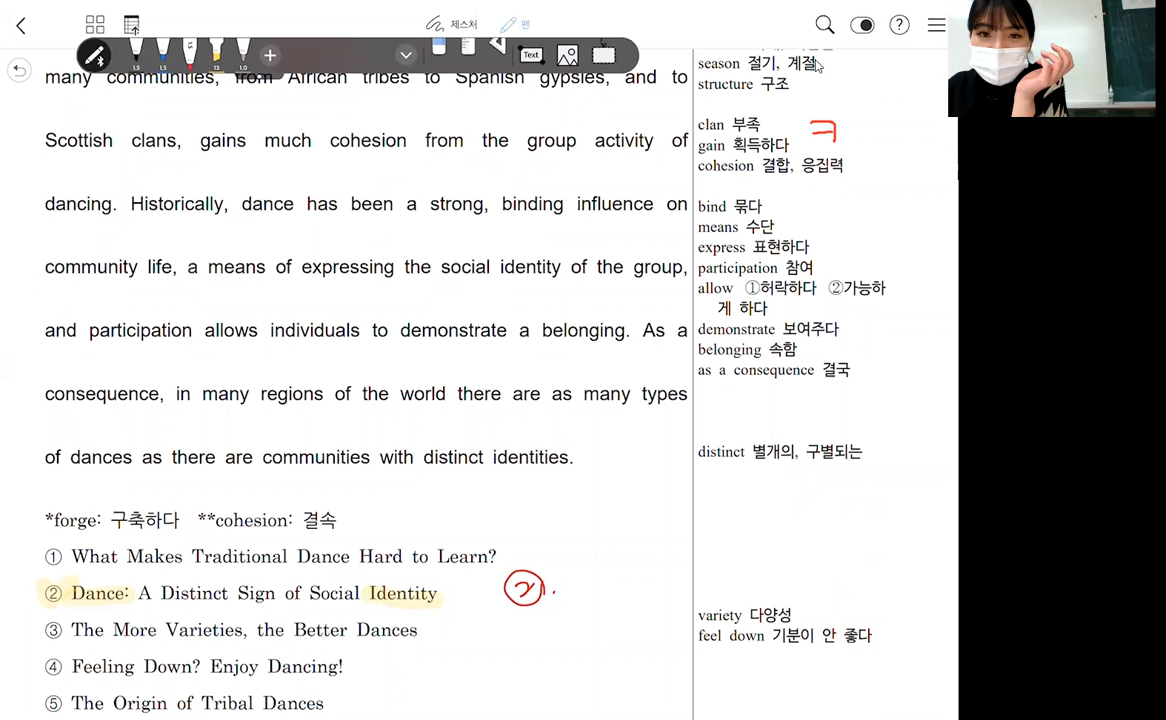 제스처
펜
1.5
1.5
1.5
13
1.0
Text
many communities, from African tribes to Spanish gypsies, and to
Scottish clans, gains much cohesion from the group activity of
dancing. Historically, dance has been a strong, binding influence on
community life, a means of expressing the social identity of the group,
and participation allows individuals to demonstrate a belonging. As a
consequence, in many regions of the world there are as many types
of dances as there are communities with distinct identities.
*forge: 구축하다 **cohesion: 결속
① What Makes Traditional Dance Hard to Learn?
② Dance: A Distinct Sign of Social Identity
③ The More Varieties, the Better Dances
④ Feeling Down? Enjoy Dancing!
⑤ The Origin of Tribal Dances
season 절기, 계절
structure 구조
clan 부족
gain 획득하다
cohesion 결합, 응집력
bind 묶다
means 수단
express 표현하다
participation 참여
allow ①허락하다 ②가능하
게 하다
demonstrate 보여주다
belonging 속함
as a consequence 결국
distinct 별개의, 구별되는
variety 다양성
feel down 기분이 안 좋다